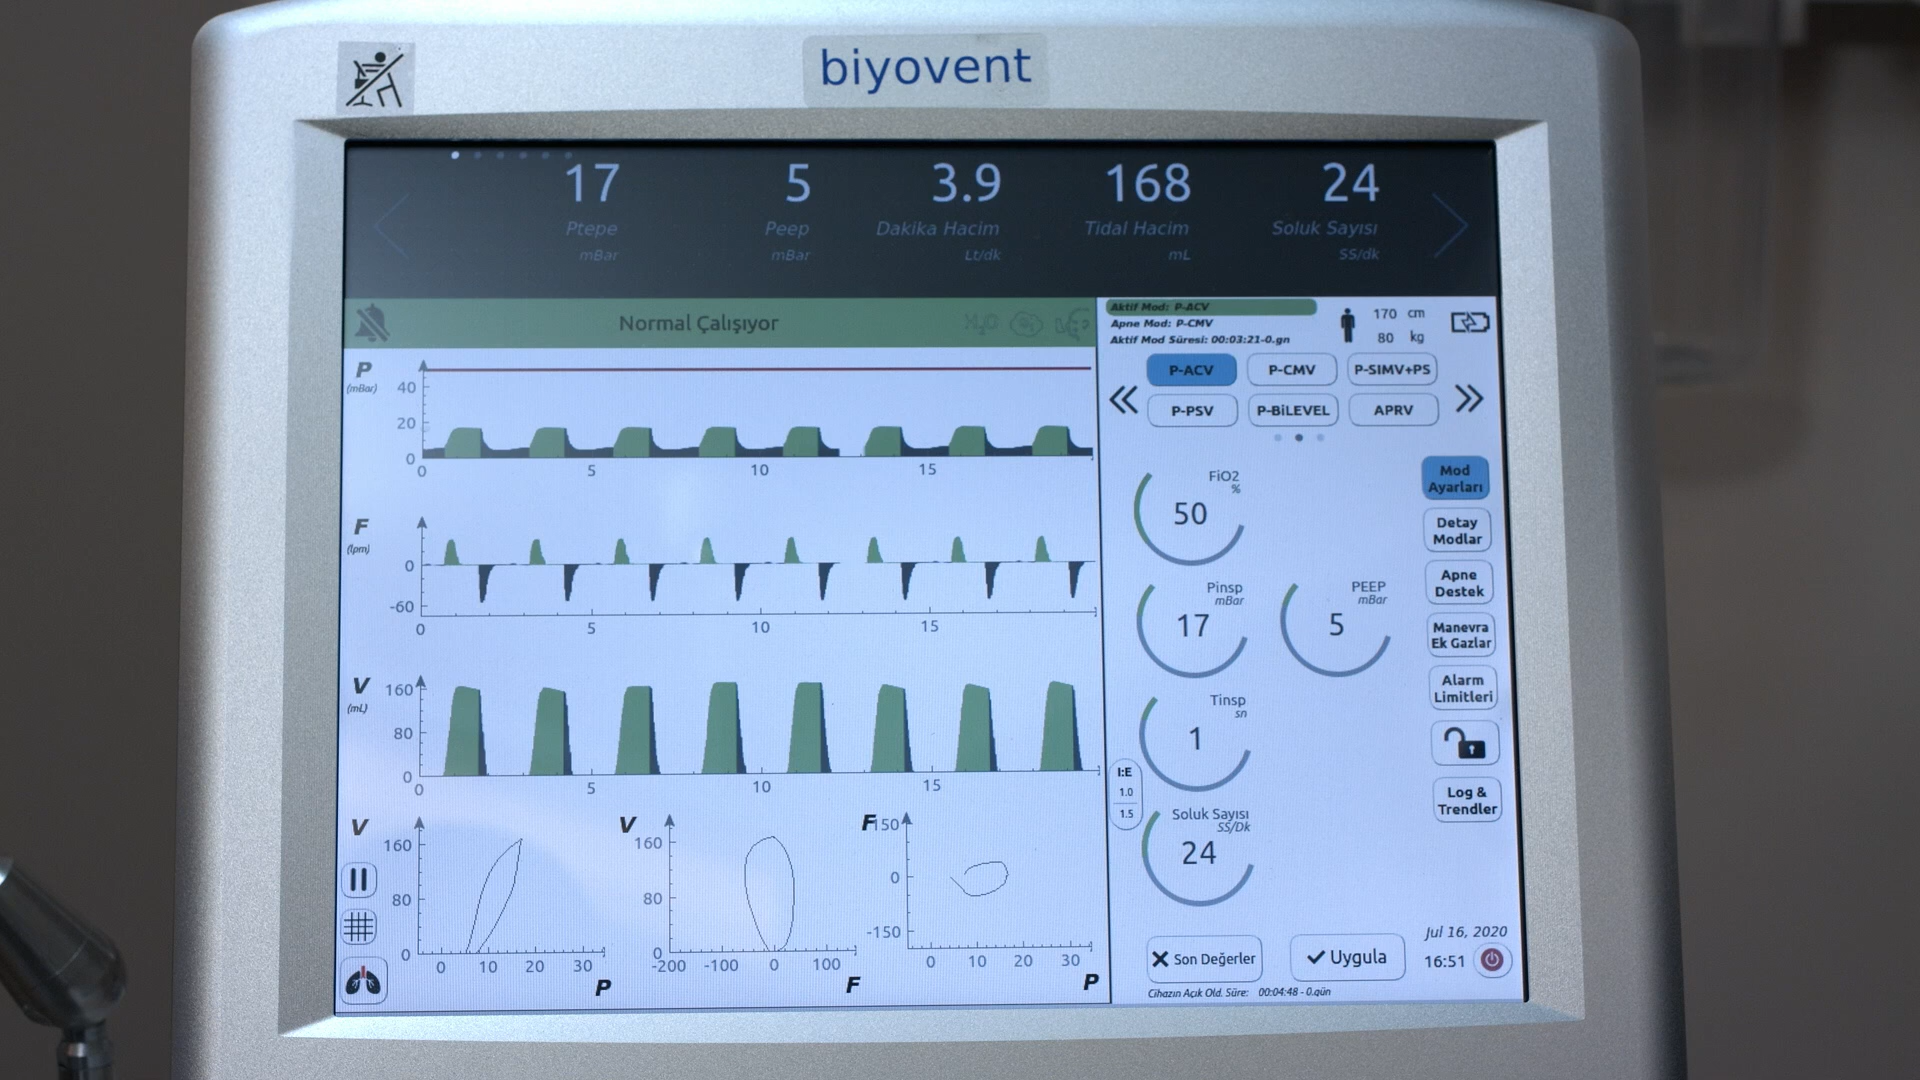 biyovent
17 5 3.9 168 24
Ptepe Peep Dakika Hacim Tidal Hacim Soluk Sayısı
mBar mBar Lt/dk mL SS/dk
Normal Çalışıyor
Aktif Mod: P-ACV
Apne Mod: P-CMV
Aktif Mod Süresi: 00:03:21-0.gn
170 cm
80 kg
P-ACV P-CMV P-SIMV+PS
P-PSV P-BiLEVEL APRV
P
(mBar)
40
20
0
0 5 10 15
F
(lpm)
0
-60
0 5 10 15
V
(mL)
160
80
0
0 5 10 15
V
160
80
0
0 10 20 30
P
V
160
80
0
-200 -100 0 100
F
F
150
0
-150
0 10 20 30
P
FiO2
%
50
Pinsp
mBar
17
PEEP
mBar
5
Tinsp
sn
1
I:E
1.0
1.5
Soluk Sayısı
SS/Dk
24
Mod
Ayarları
Detay
Modlar
Apne
Destek
Manevra
Ek Gazlar
Alarm
Limitleri
Log &
Trendler
Son Değerler
Uygula
Jul 16, 2020
16:51
Cihazın Açık Old. Süre: 00:04:48 - 0.gün